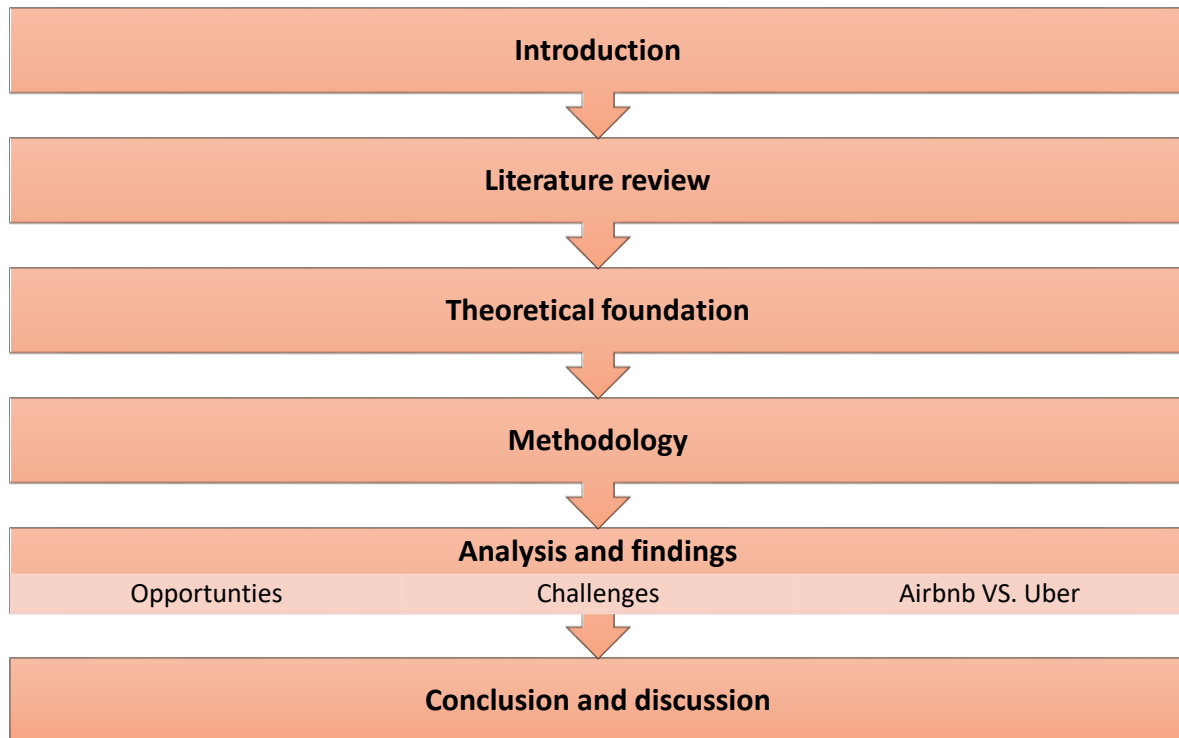 Introduction
Literature review
Theoretical foundation
Methodology
Analysis and findings
Opportunties Challenges Airbnb VS. Uber
Conclusion and discussion